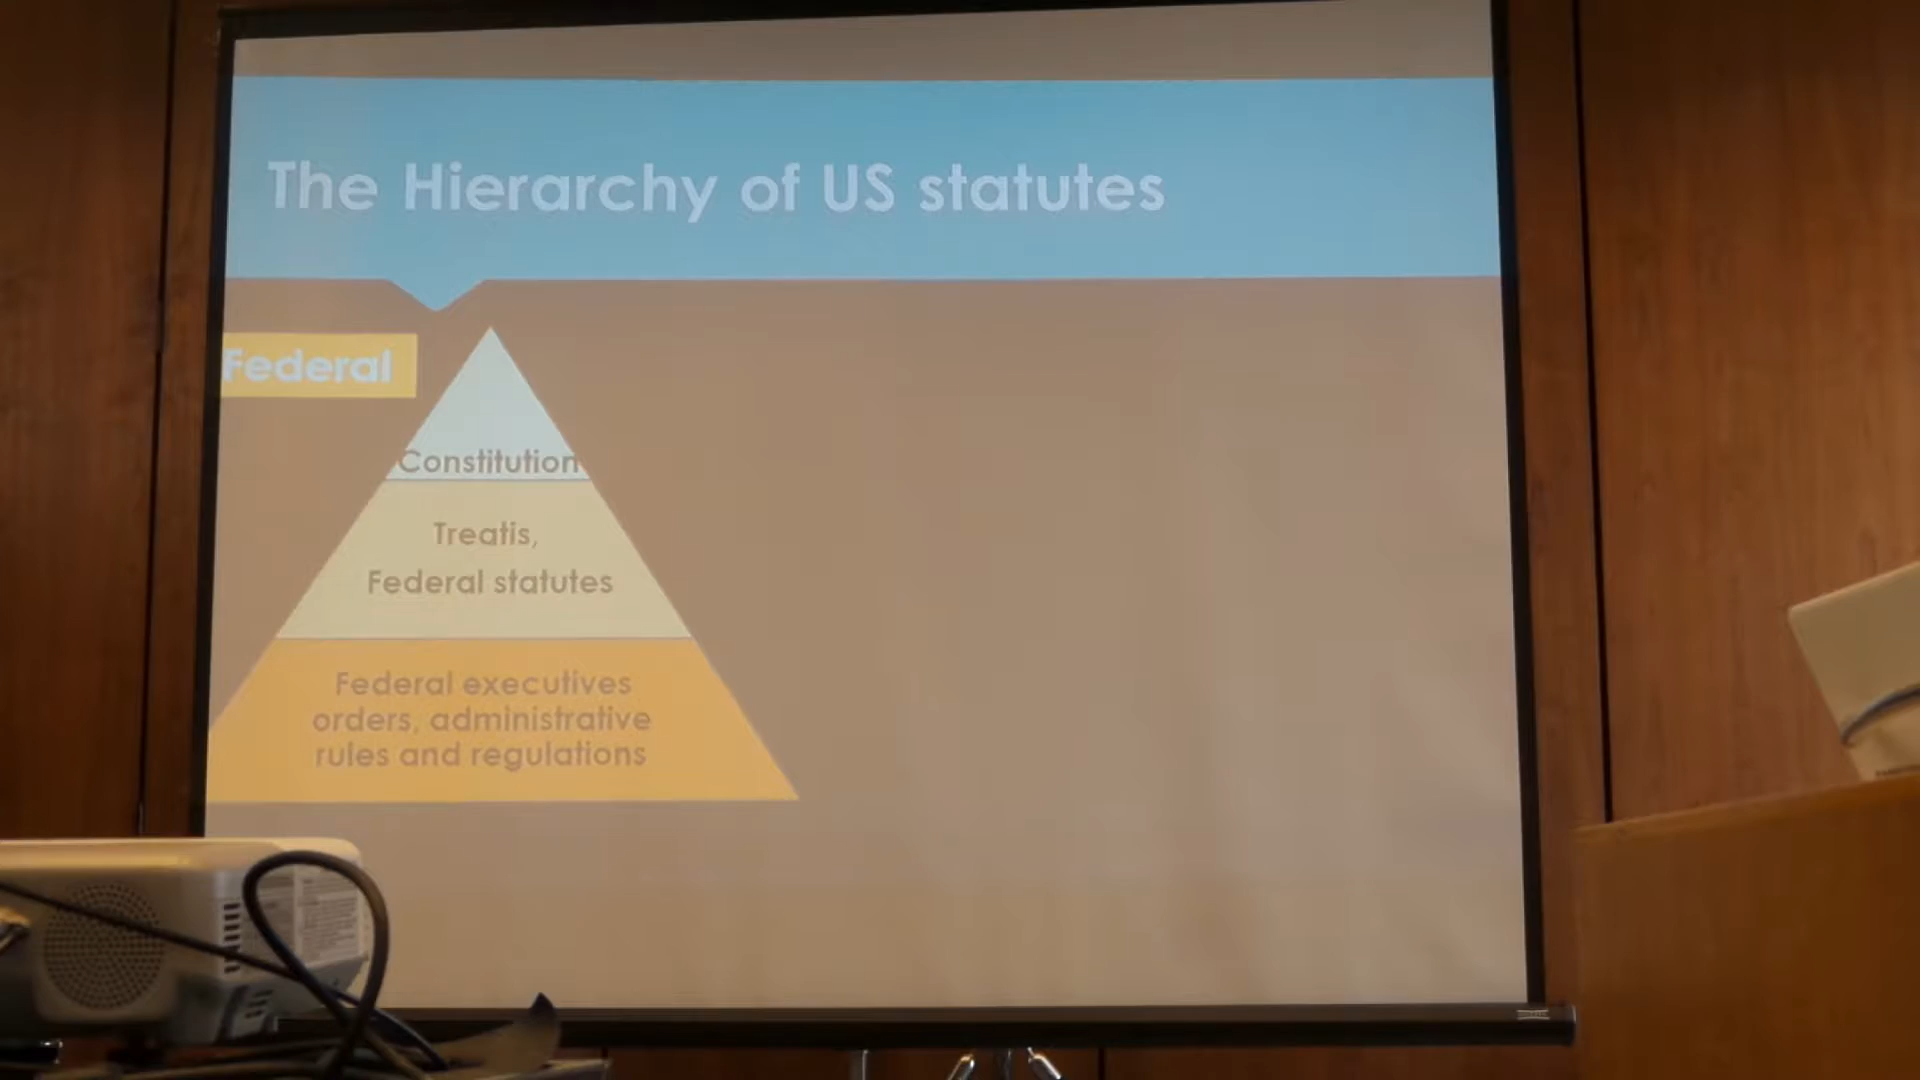 The Hierarchy of US statutes
Federal
Constitution
Treatis,
Federal statutes
Federal executives
orders, administrative
rules and regulations